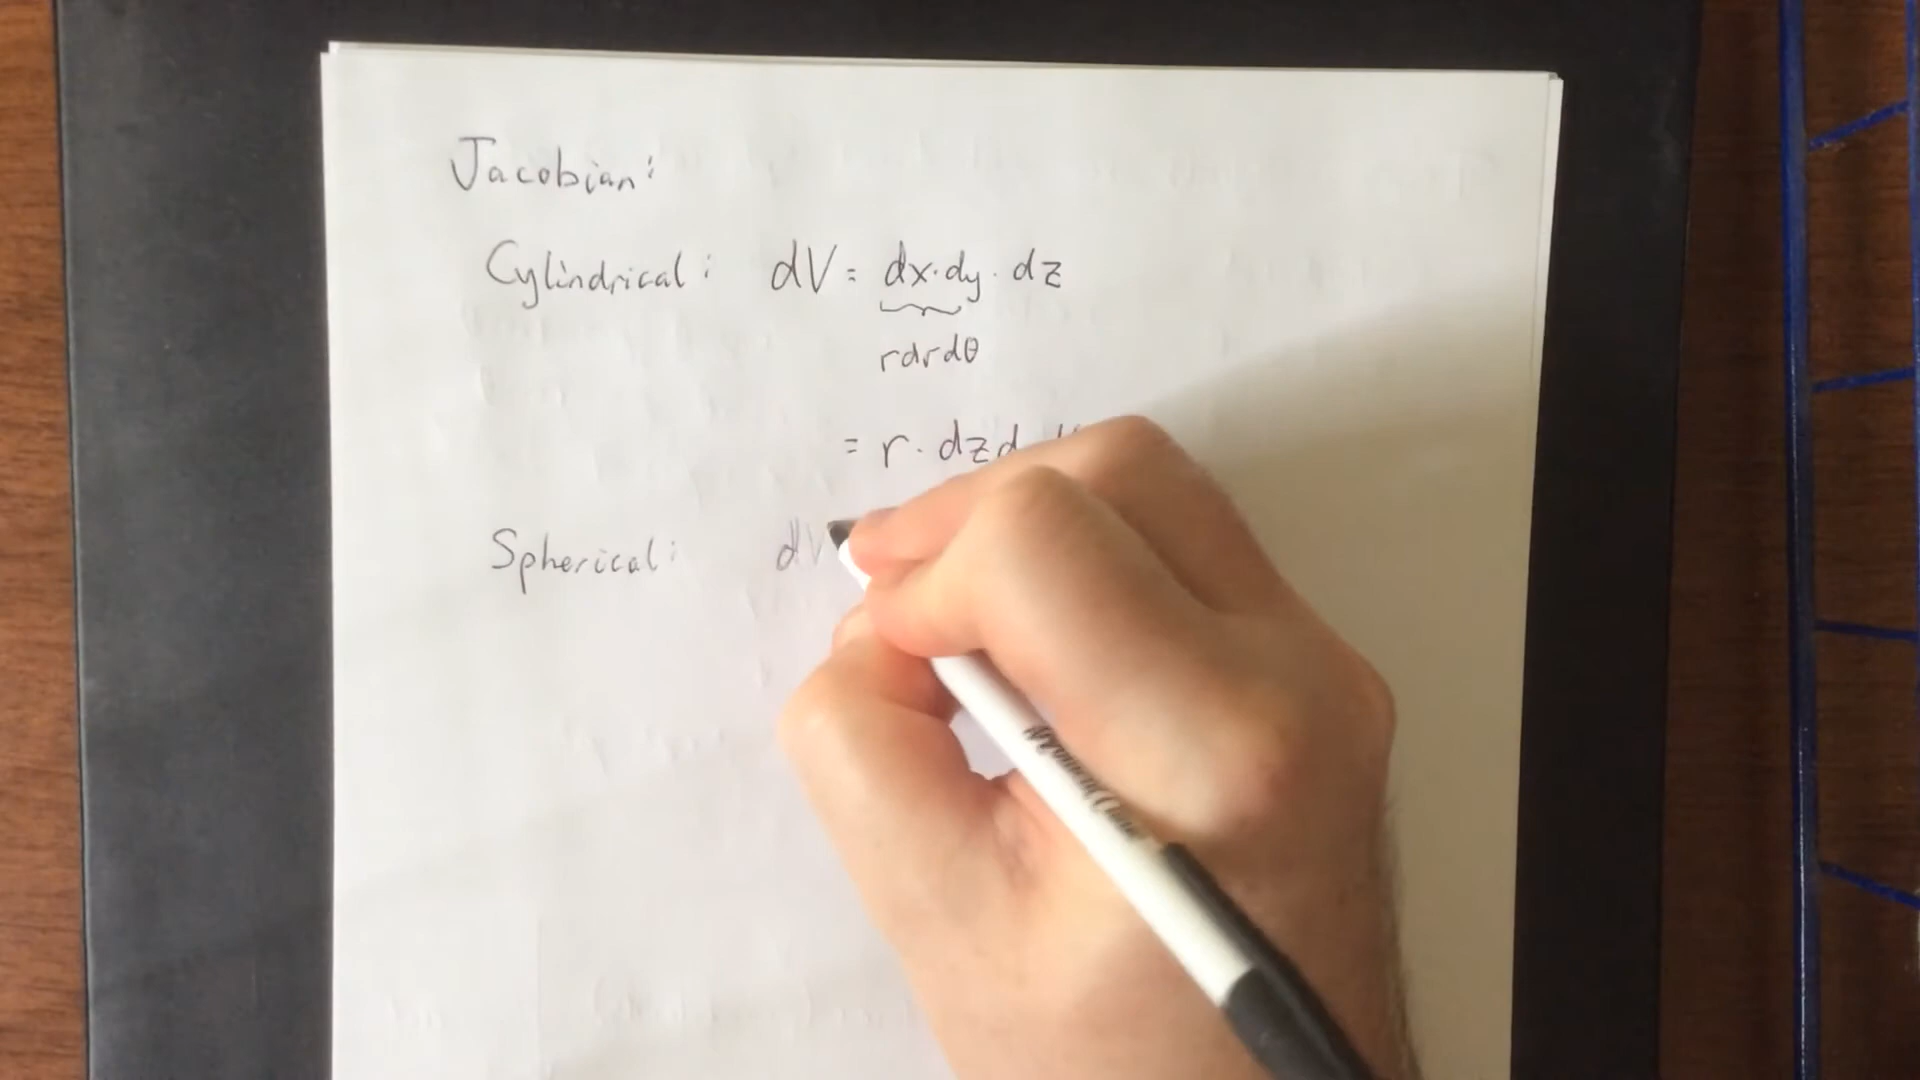 Jacobian:
Cylindrical: dV = dx·dy·dz
rdrdθ
= r·dzd
Spherical: dV